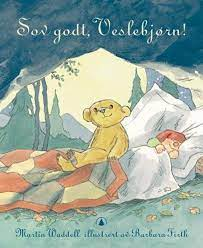 Sov godt, Veslebjørn!
Martin Waddell illustrert av Barbara Firth